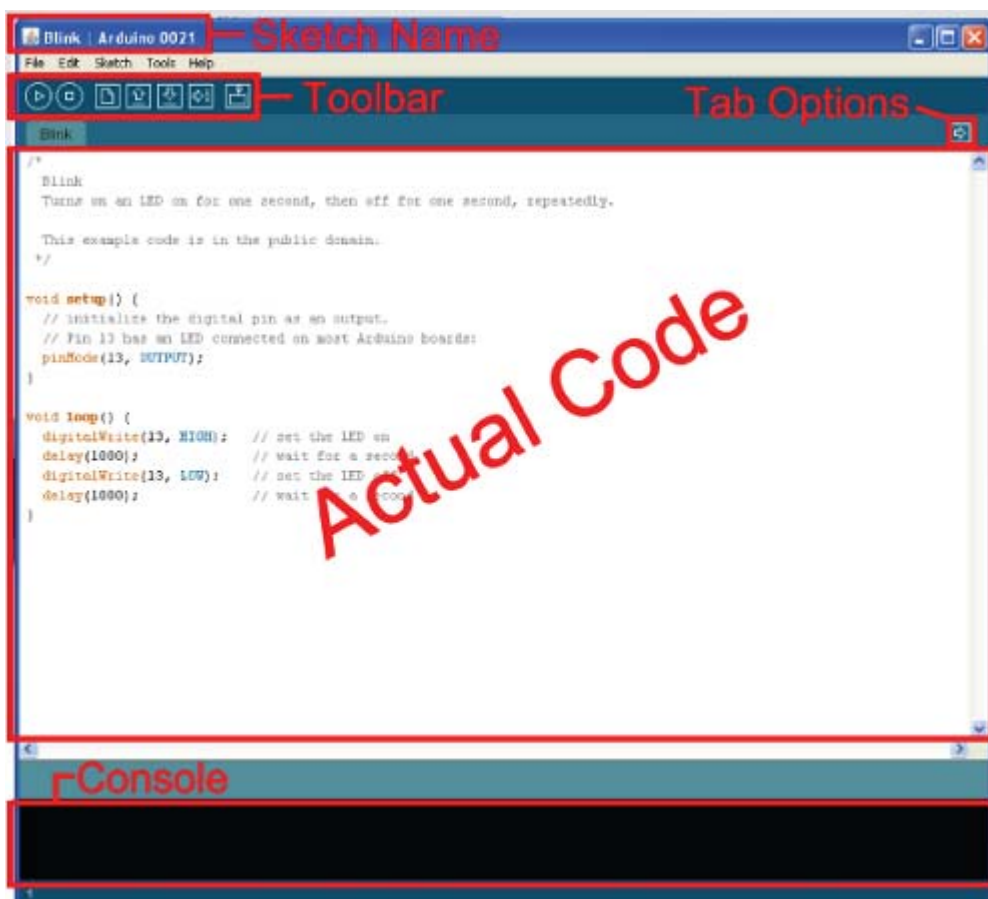 Blink | Arduino 0021
Sketch Name
File Edit Sketch Tools Help
Toolbar
Tab Options
Blink
/*
Blink
Turns on an LED on for one second, then off for one second, repeatedly.
This example code is in the public domain.
*/
void setup() {
// initialize the digital pin as an output.
// Pin 13 has an LED connected on most Arduino boards:
pinMode(13, OUTPUT);
}
void loop() {
digitalWrite(13, HIGH); // set the LED on
delay(1000); // wait for a second
digitalWrite(13, LOW); // set the LED
delay(1000); // wait a second
}
Actual Code
Console